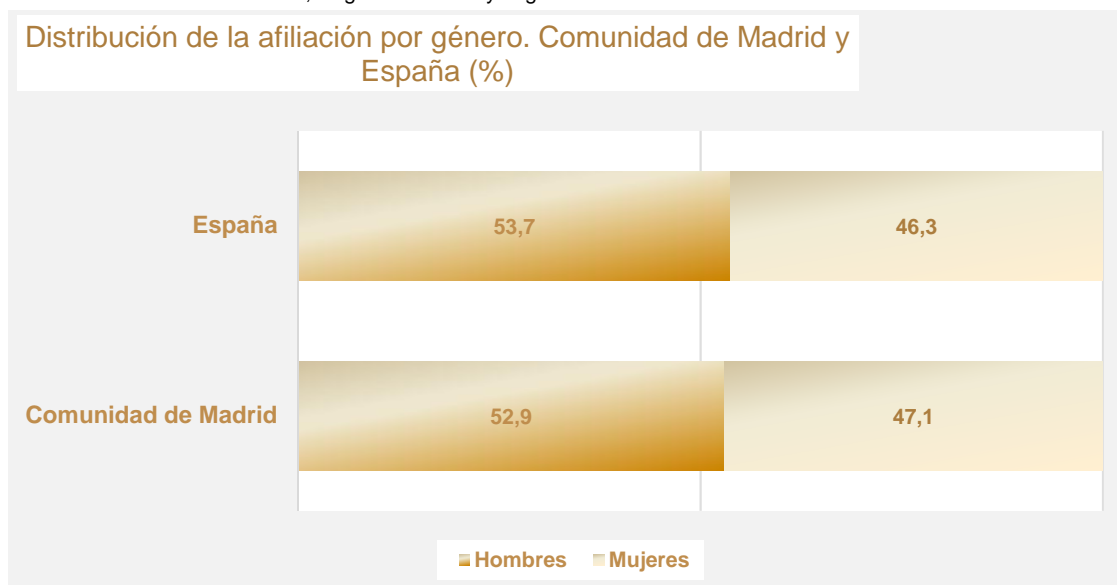 Distribución de la afiliación por género. Comunidad de Madrid y
España (%)
España
53,7
46,3
Comunidad de Madrid
52,9
47,1
Hombres Mujeres